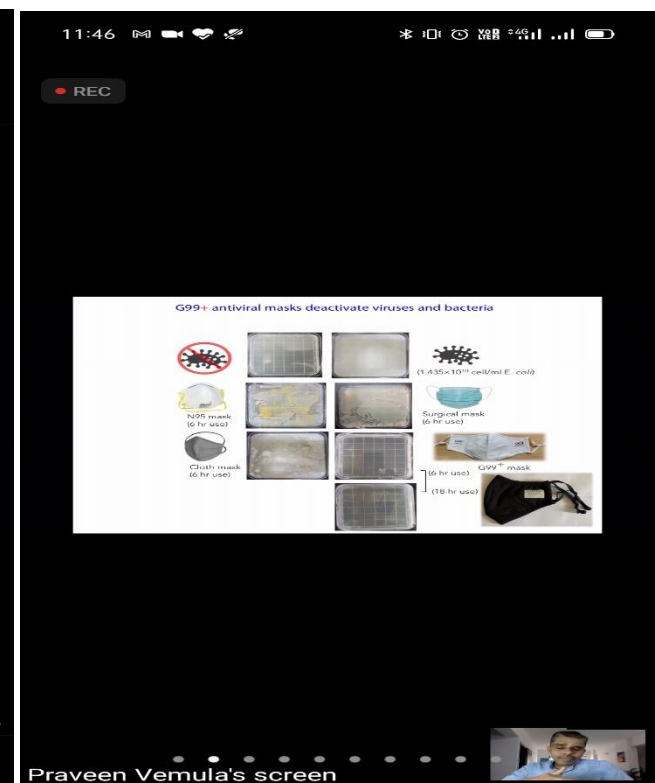 11:46
VoLTE 4G
REC
G99+ antiviral masks deactivate viruses and bacteria
(1.435×10¹⁰ cell/ml E. coli)
N95 mask
(6 hr use)
Surgical mask
(6 hr use)
Cloth mask
(6 hr use)
G99+ mask
(6 hr use)
(18 hr use)
Praveen Vemula's screen